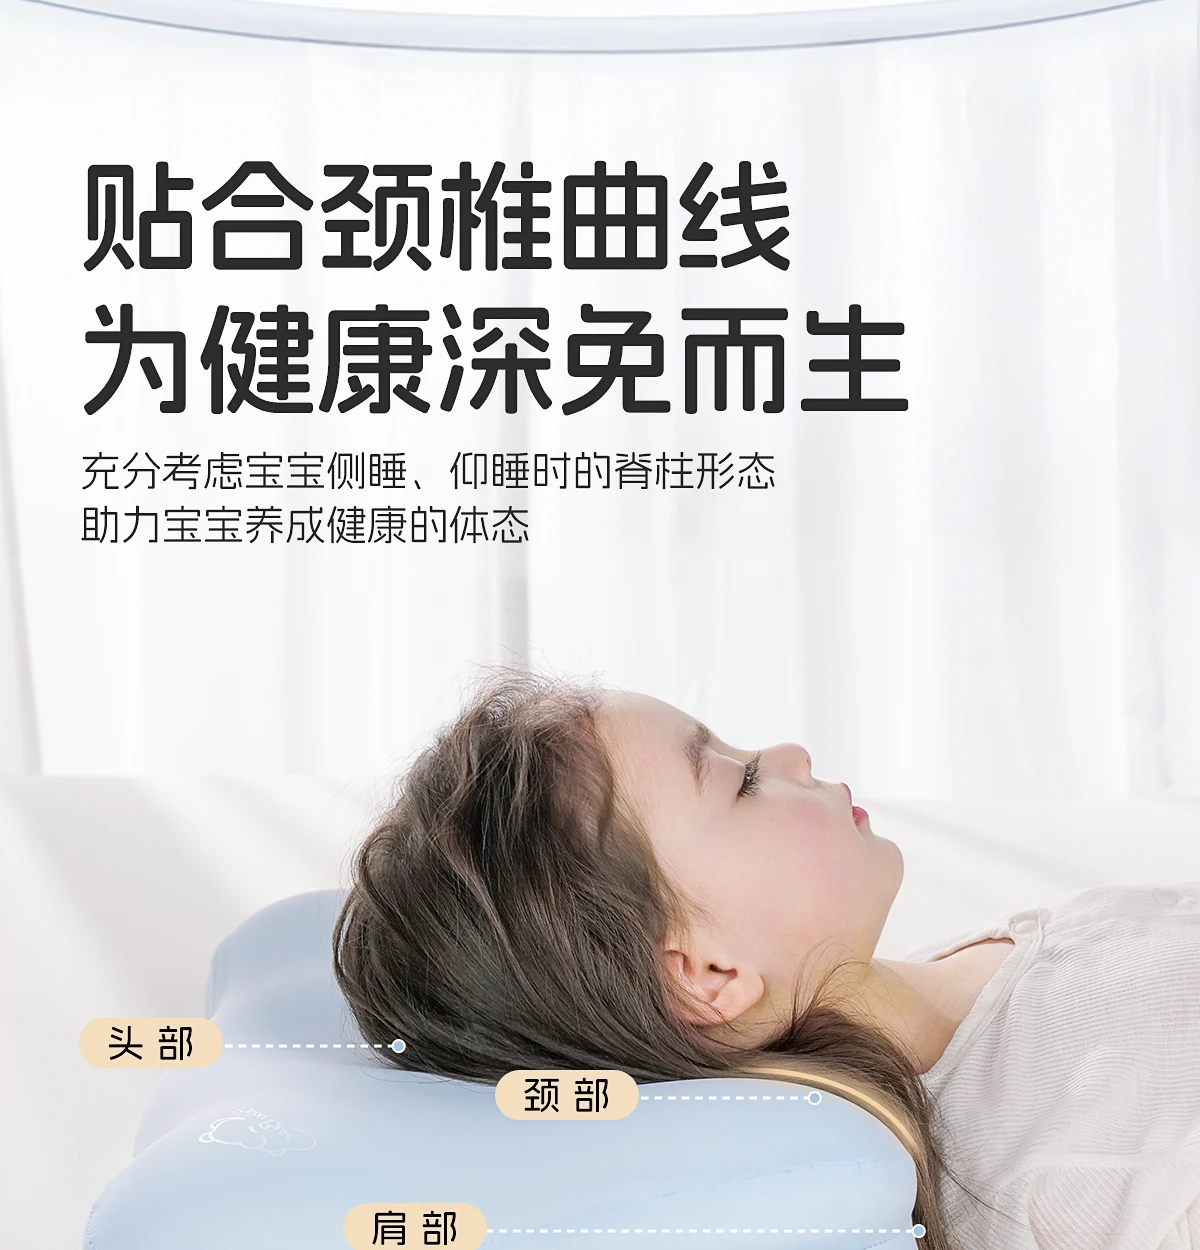 贴合颈椎曲线
为健康深免而生
充分考虑宝宝侧睡、仰睡时的脊柱形态
助力宝宝养成健康的体态
头部
颈部
肩部